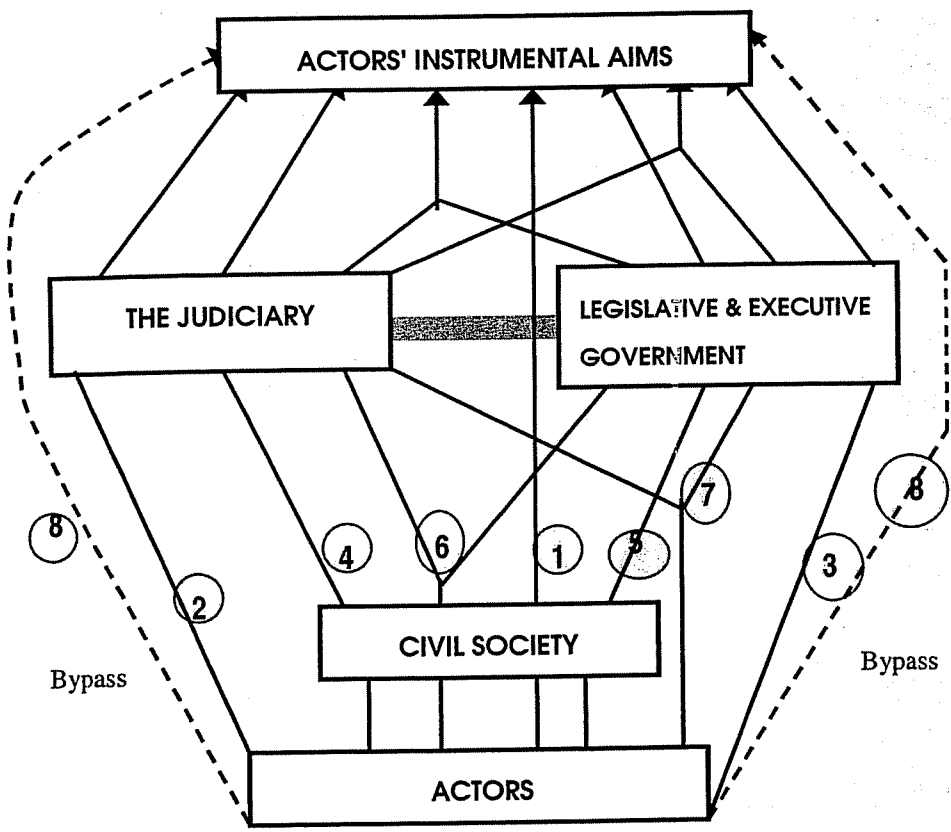 ACTORS' INSTRUMENTAL AIMS
THE JUDICIARY
LEGISLATIVE & EXECUTIVE
GOVERNMENT
7
8
8
4
6
1
5
3
2
CIVIL SOCIETY
Bypass
Bypass
ACTORS